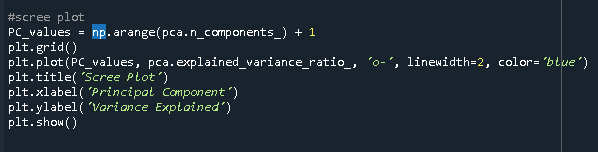 #scree plot
PC_values = np.arange(pca.n_components_) + 1
plt.grid()
plt.plot(PC_values, pca.explained_variance_ratio_, 'o-', linewidth=2, color='blue')
plt.title('Scree Plot')
plt.xlabel('Principal Component')
plt.ylabel('Variance Explained')
plt.show()